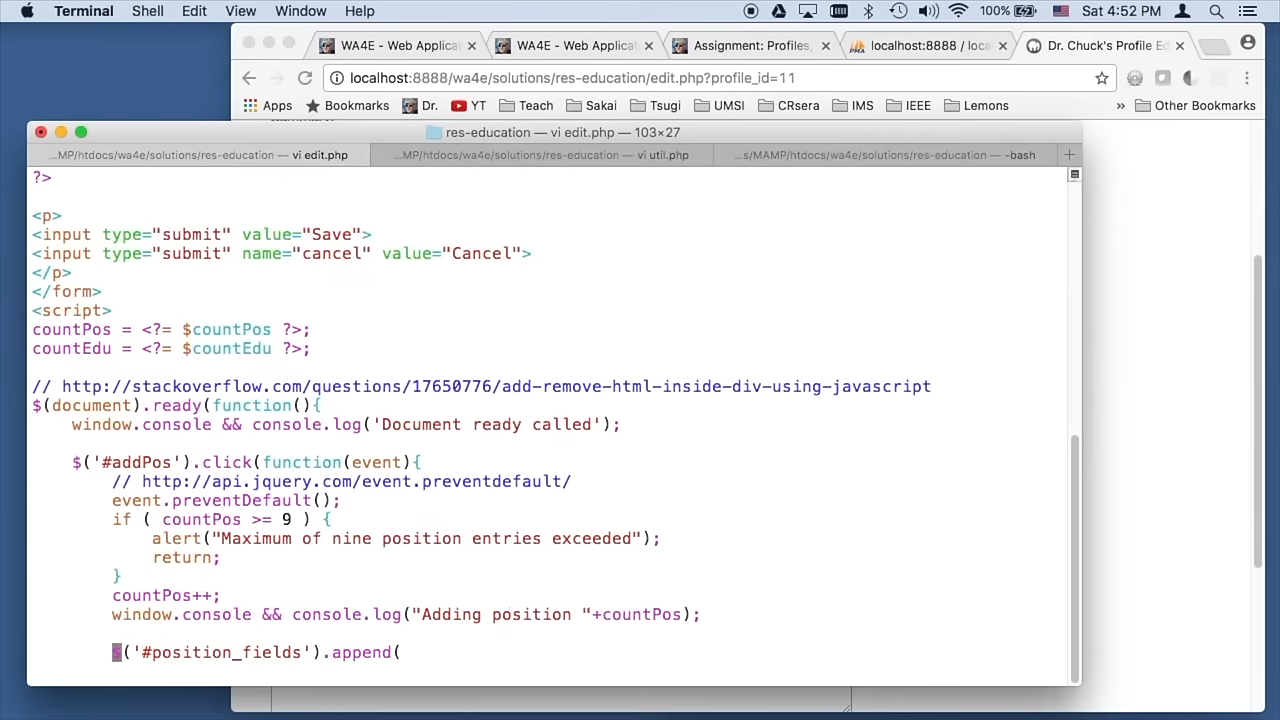 Terminal Shell Edit View Window Help 100% Sat 4:52 PM
WA4E - Web Applicat × WA4E - Web Applicat × Assignment: Profiles, × localhost:8888 / loc × Dr. Chuck's Profile Ed ×
localhost:8888/wa4e/solutions/res-education/edit.php?profile_id=11
Apps Bookmarks Dr. YT Teach Sakai Tsugi UMSI CRsera IMS IEEE Lemons » Other Bookmarks
res-education — vi edit.php — 103×27
...MP/htdocs/wa4e/solutions/res-education — vi edit.php ...MP/htdocs/wa4e/solutions/res-education — vi util.php ...s/MAMP/htdocs/wa4e/solutions/res-education — -bash +
?>
<p>
<input type="submit" value="Save">
<input type="submit" name="cancel" value="Cancel">
</p>
</form>
<script>
countPos = <?= $countPos ?>;
countEdu = <?= $countEdu ?>;
// http://stackoverflow.com/questions/17650776/add-remove-html-inside-div-using-javascript
$(document).ready(function(){
window.console && console.log('Document ready called');
$('#addPos').click(function(event){
// http://api.jquery.com/event.preventdefault/
event.preventDefault();
if ( countPos >= 9 ) {
alert("Maximum of nine position entries exceeded");
return;
}
countPos++;
window.console && console.log("Adding position "+countPos);
$('#position_fields').append(